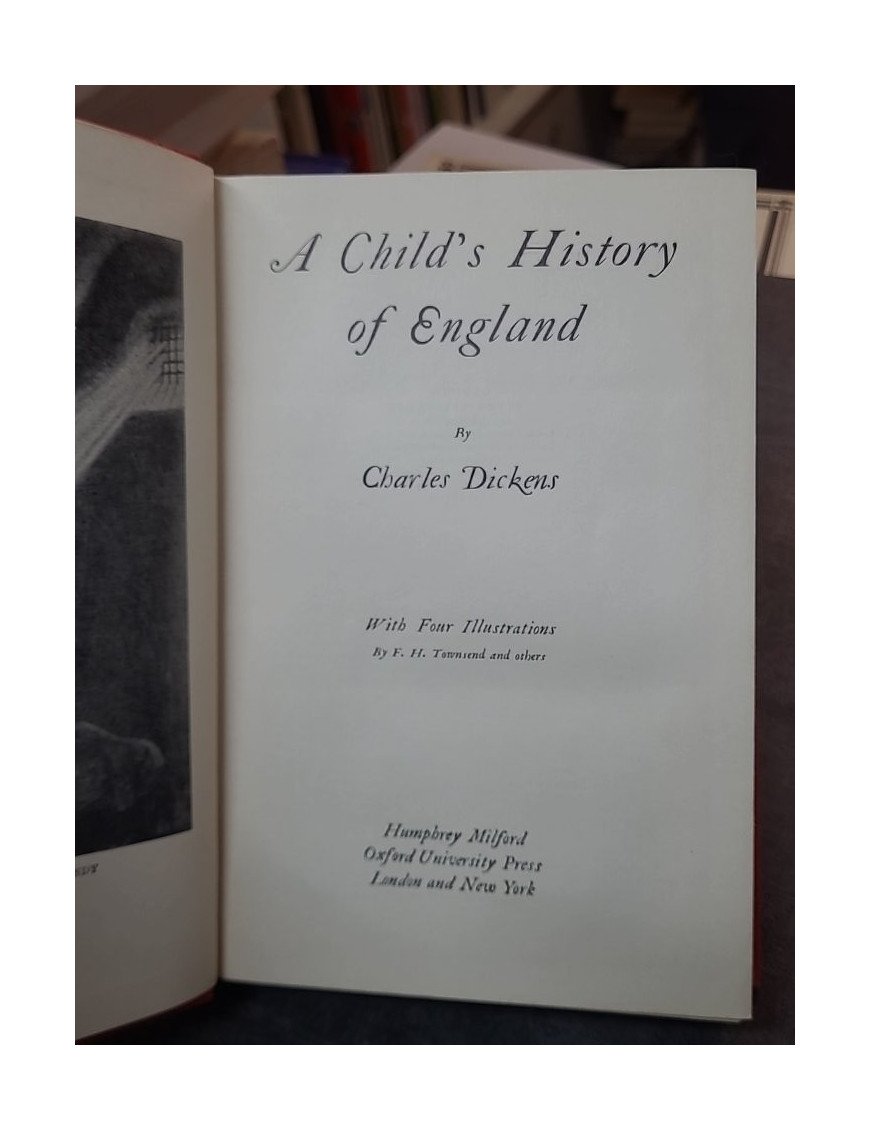 A Child's History
of England
By
Charles Dickens
With Four Illustrations
By F. H. Townsend and others
Humphrey Milford
Oxford University Press
London and New York